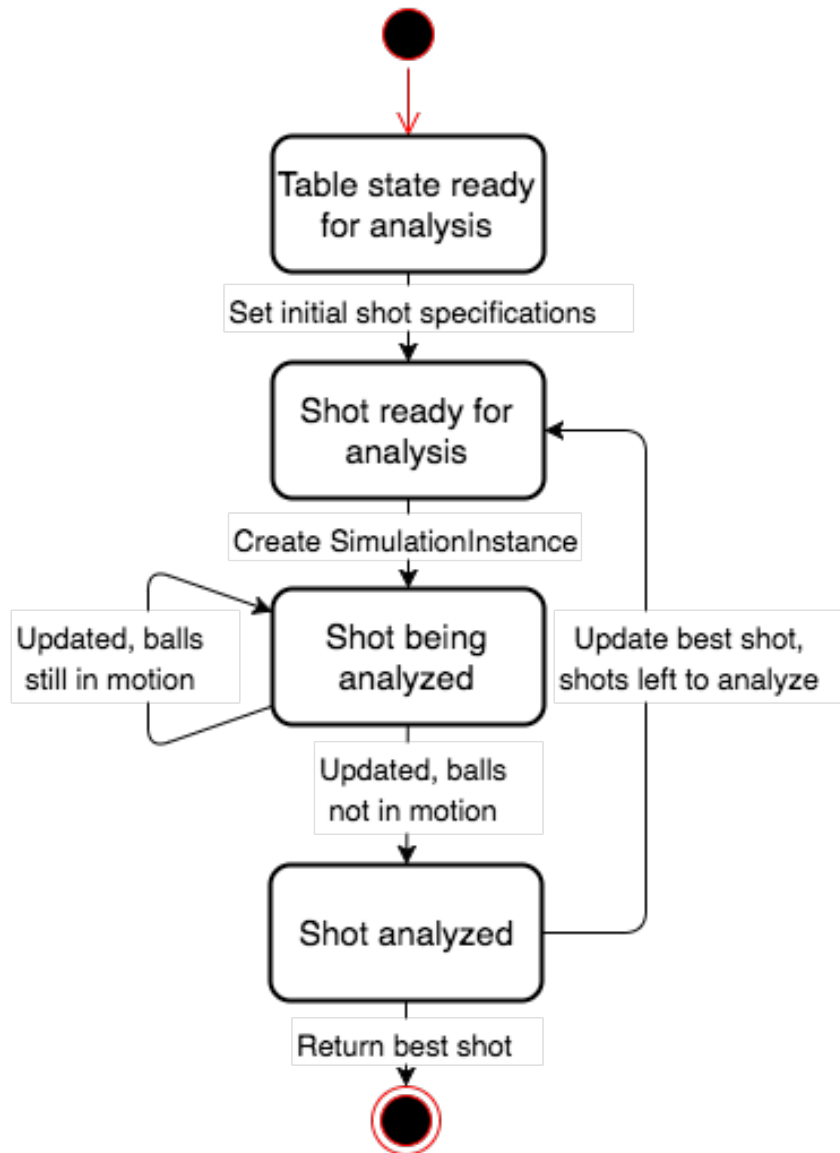 Table state ready
for analysis
Set initial shot specifications
Shot ready for
analysis
Create SimulationInstance
Updated, balls
still in motion
Shot being
analyzed
Update best shot,
shots left to analyze
Updated, balls
not in motion
Shot analyzed
Return best shot